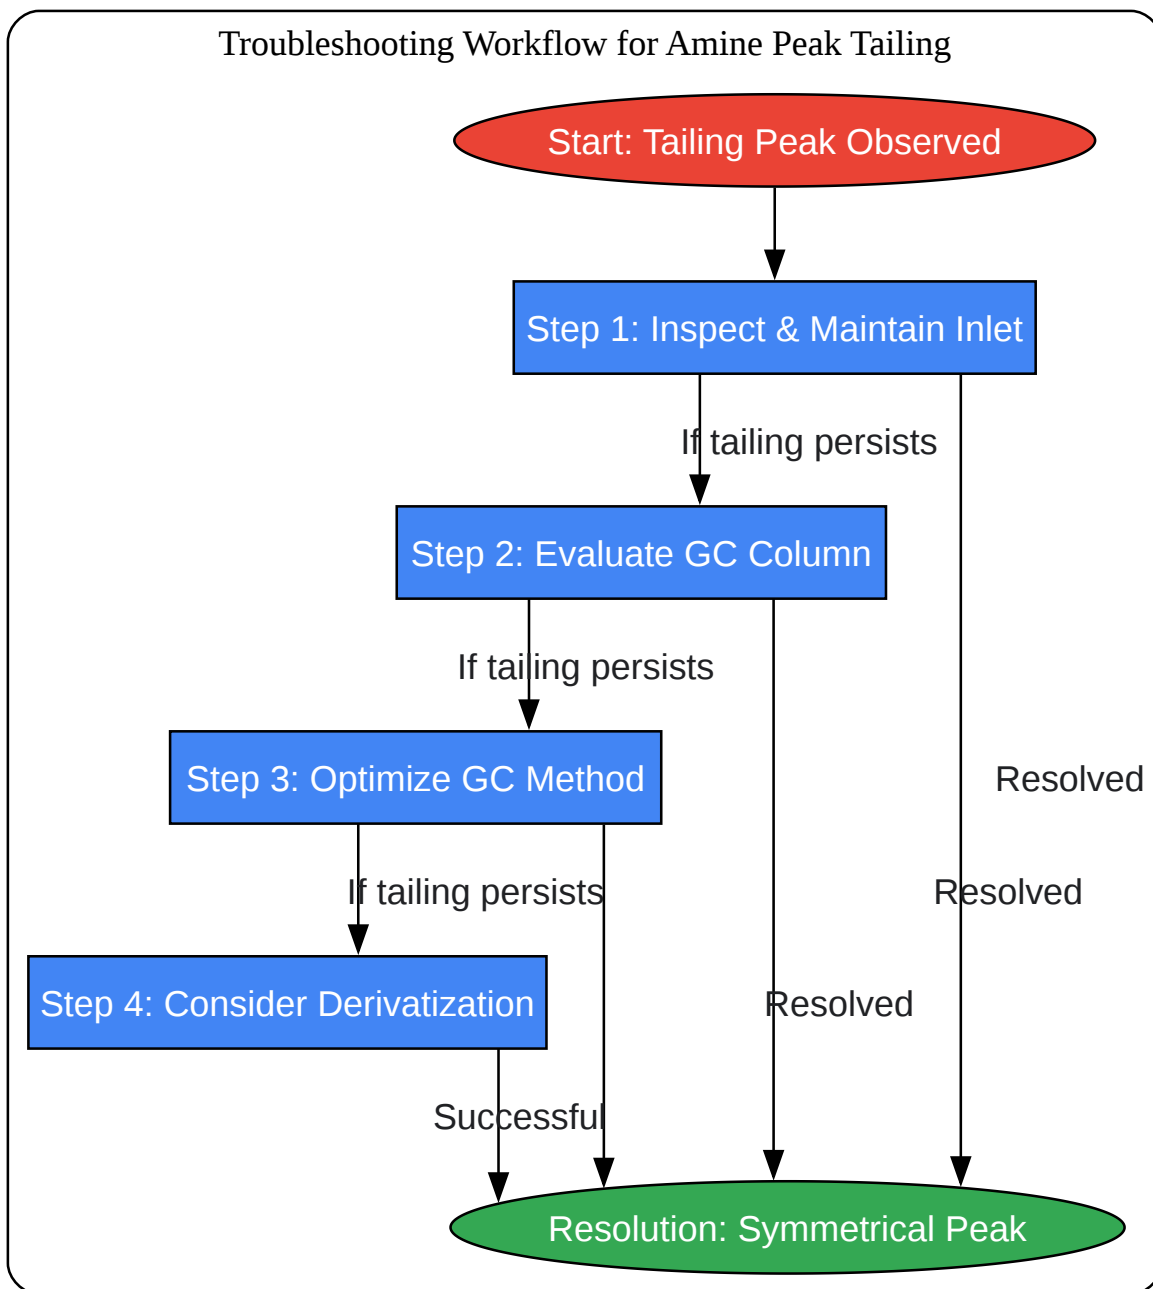 Troubleshooting Workflow for Amine Peak Tailing
Start: Tailing Peak Observed
Step 1: Inspect & Maintain Inlet
If tailing persists
Step 2: Evaluate GC Column
If tailing persists
Step 3: Optimize GC Method
Resolved
If tailing persists
Resolved
Step 4: Consider Derivatization
Resolved
Successful
Resolution: Symmetrical Peak